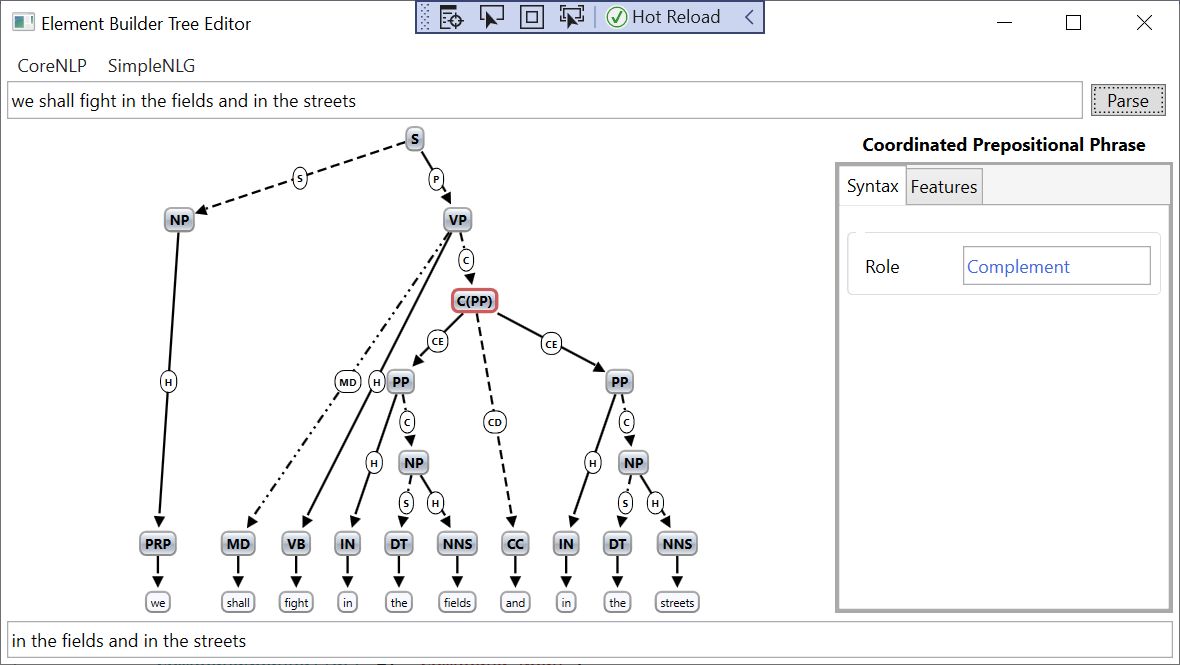 Element Builder Tree Editor
Hot Reload
CoreNLP SimpleNLG
we shall fight in the fields and in the streets
Parse
S
Coordinated Prepositional Phrase
S P
Syntax Features
NP VP
C
Role Complement
C(PP)
CE CE
H MD H PP PP
C CD C
H NP H NP
S H S H
PRP MD VB IN DT NNS CC IN DT NNS
we shall fight in the fields and in the streets
in the fields and in the streets